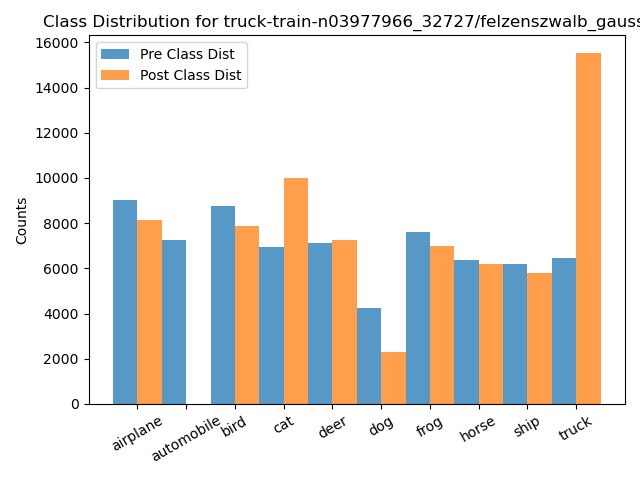 Class Distribution for truck-train-n03977966_32727/felzenszwalb_gauss
Pre Class Dist
Post Class Dist
Counts
16000
14000
12000
10000
8000
6000
4000
2000
0
airplane
automobile
bird
cat
deer
dog
frog
horse
ship
truck